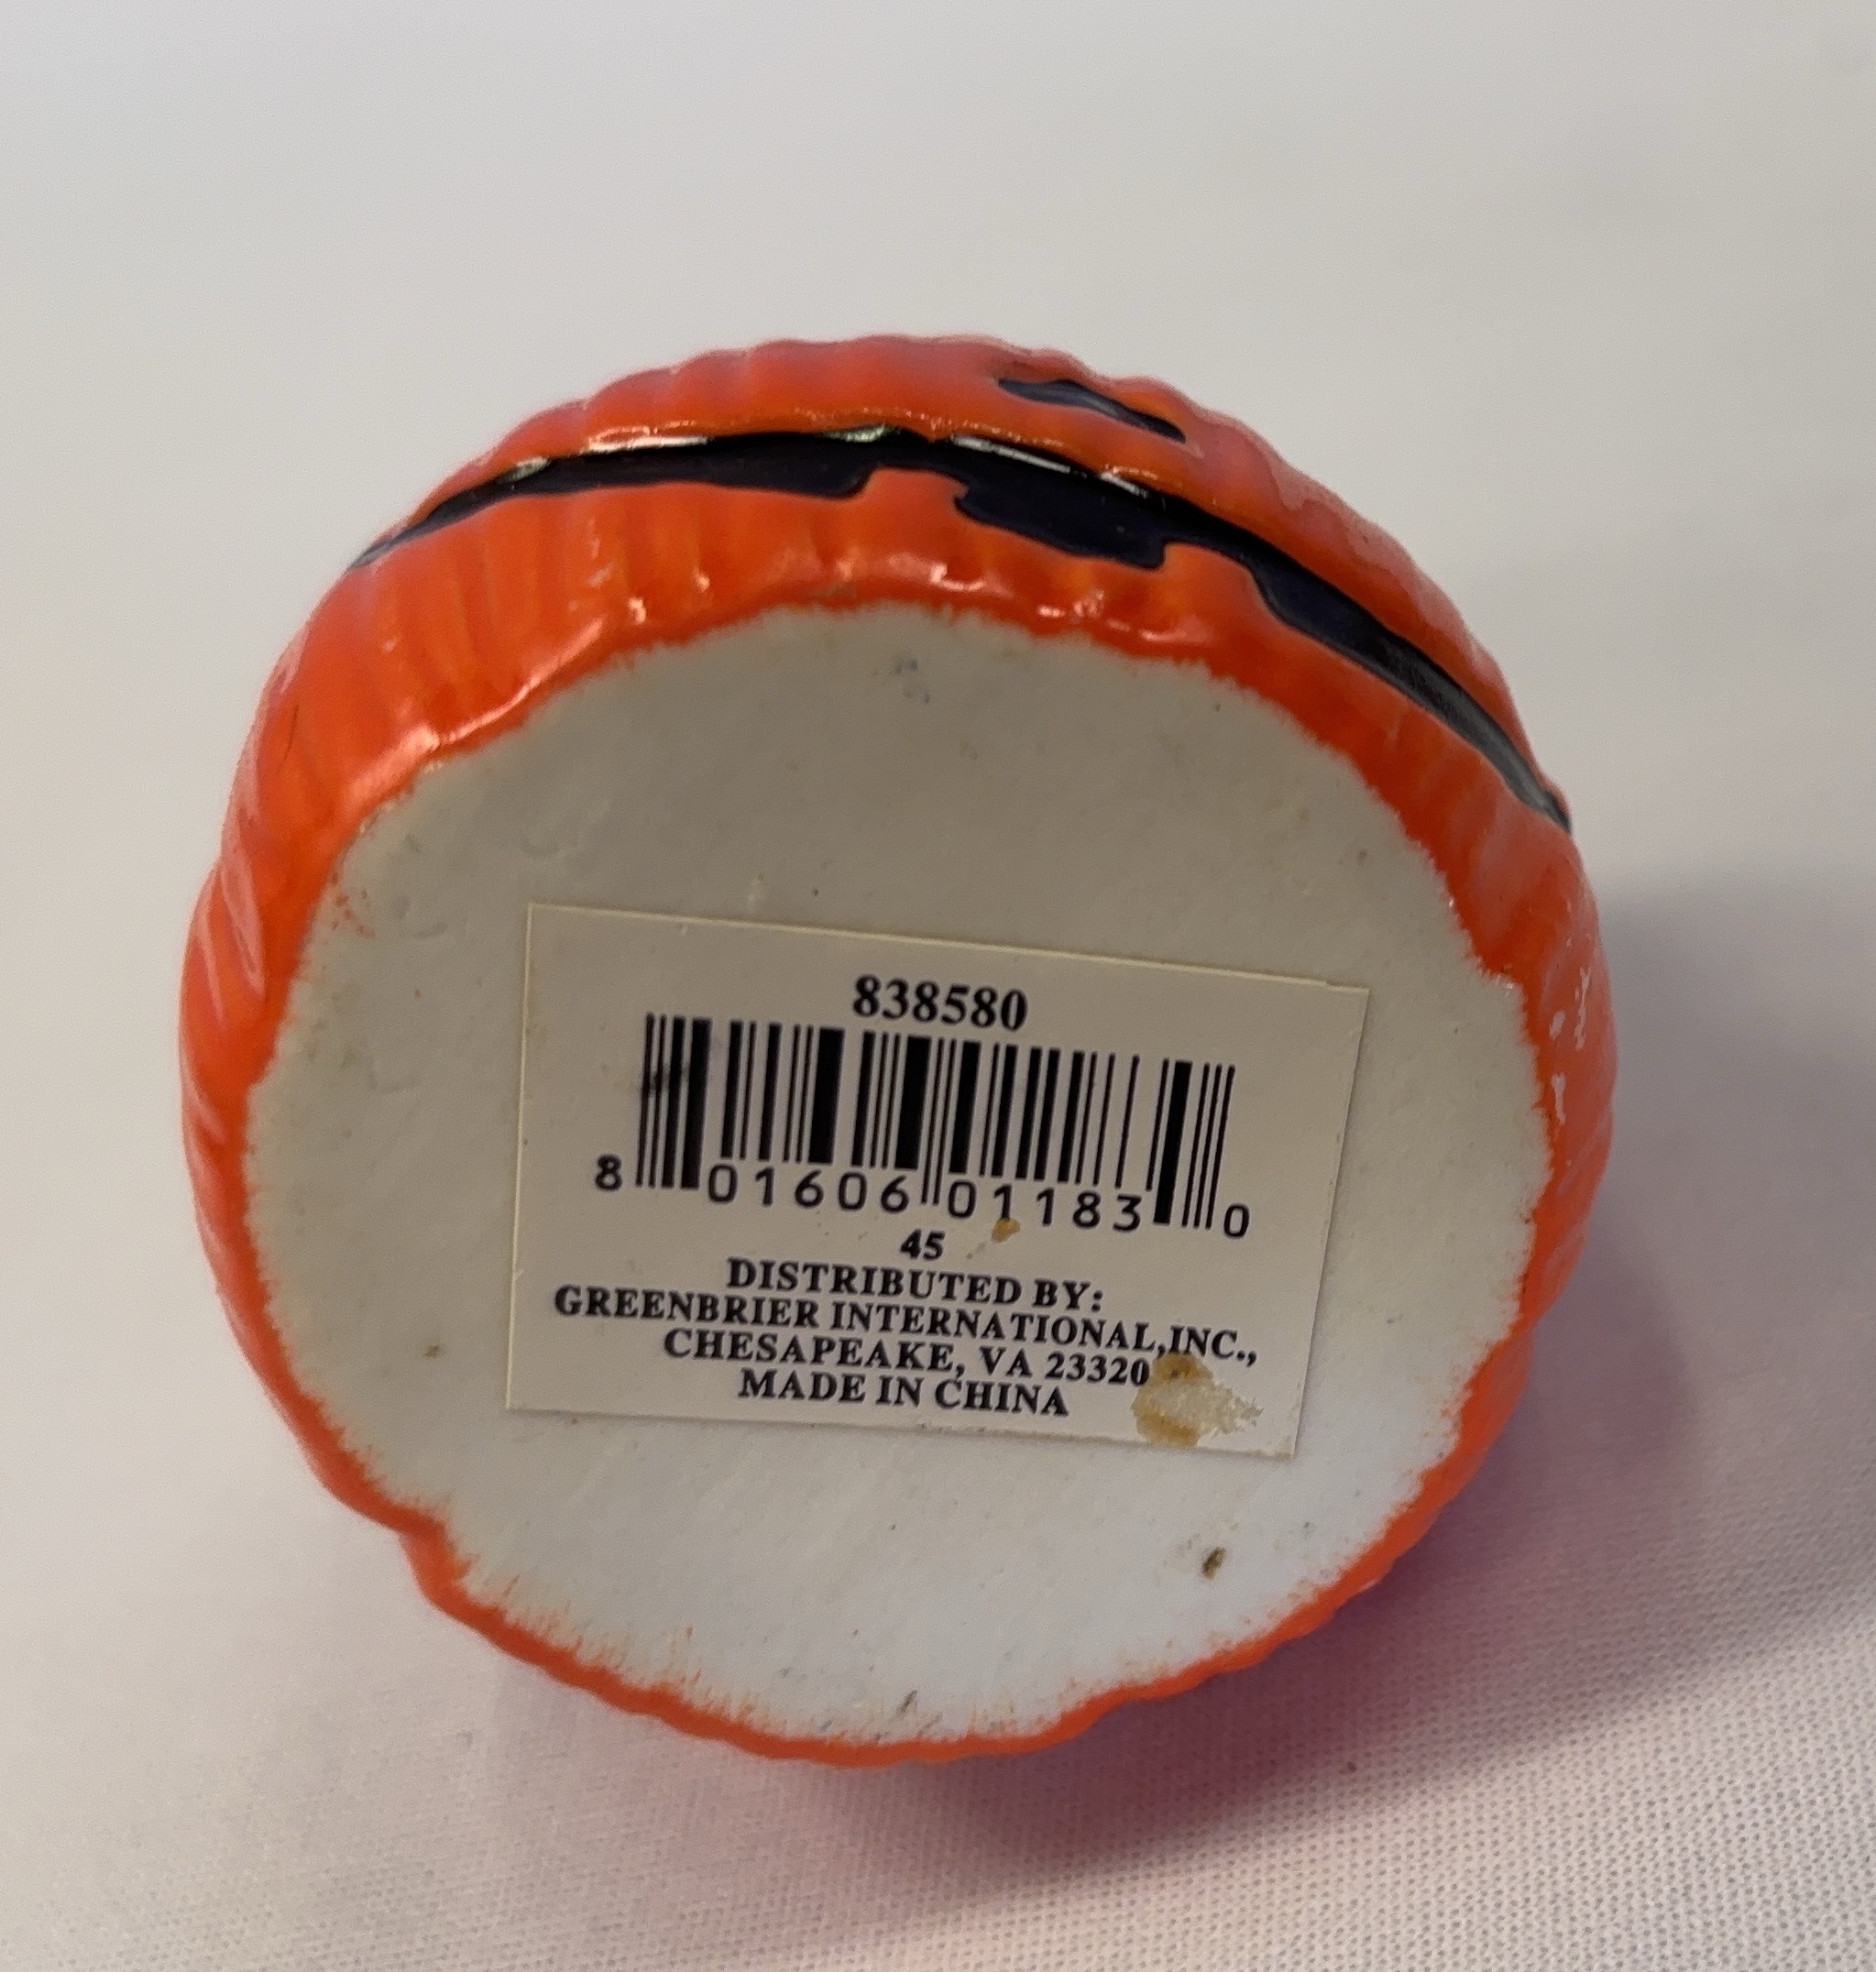 838580
8 01606 01183 0
45
DISTRIBUTED BY:
GREENBRIER INTERNATIONAL,INC.,
CHESAPEAKE, VA 23320
MADE IN CHINA